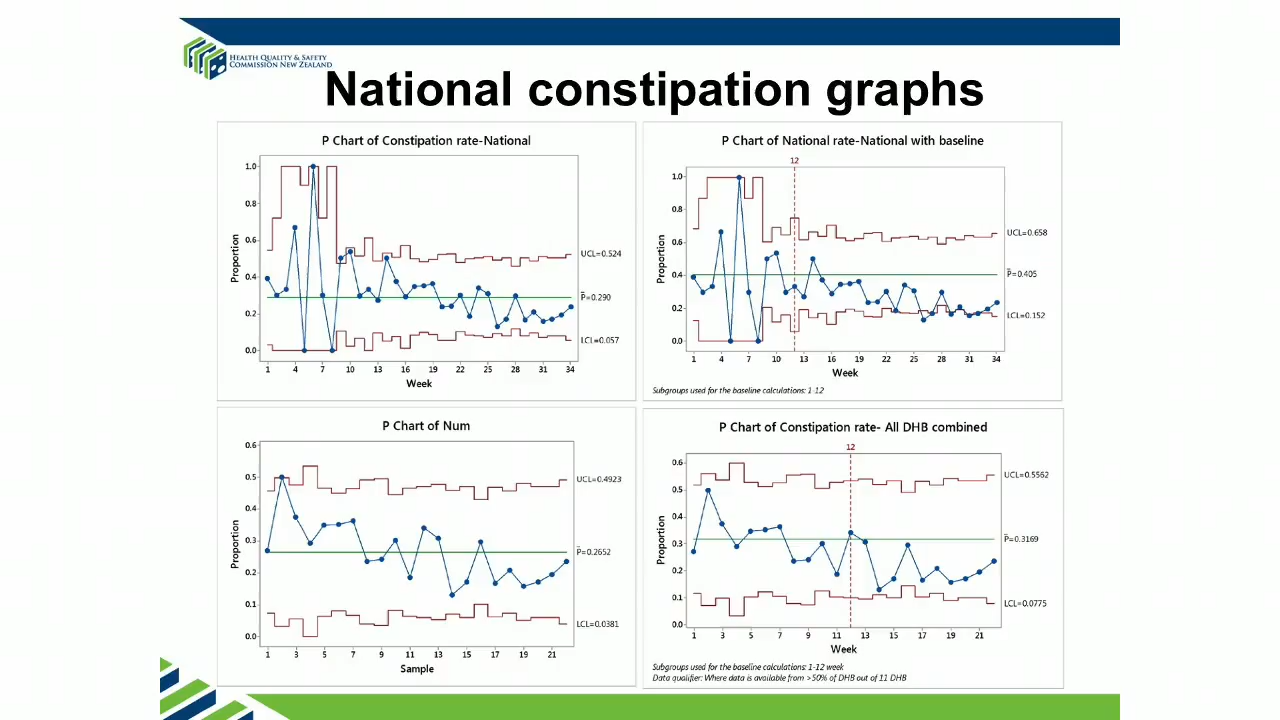 HEALTH QUALITY & SAFETY
COMMISSION NEW ZEALAND
National constipation graphs
P Chart of Constipation rate-National
1.0
0.8
0.6
0.4
0.2
0.0
Proportion
UCL=0.524
P̄=0.290
LCL=0.057
1 4 7 10 13 16 19 22 25 28 31 34
Week
P Chart of National rate-National with baseline
12
1.0
0.8
0.6
0.4
0.2
0.0
Proportion
UCL=0.658
P̄=0.405
LCL=0.152
1 4 7 10 13 16 19 22 25 28 31 34
Week
Subgroups used for the baseline calculations: 1-12
P Chart of Num
0.6
0.5
0.4
0.3
0.2
0.1
0.0
Proportion
UCL=0.4923
P̄=0.2652
LCL=0.0381
1 3 5 7 9 11 13 15 17 19 21
Sample
P Chart of Constipation rate- All DHB combined
12
0.6
0.5
0.4
0.3
0.2
0.1
0.0
Proportion
UCL=0.5562
P̄=0.3169
LCL=0.0775
1 3 5 7 9 11 13 15 17 19 21
Week
Subgroups used for the baseline calculations: 1-12 week
Data qualifier: Where data is available from >50% of DHB out of 11 DHB